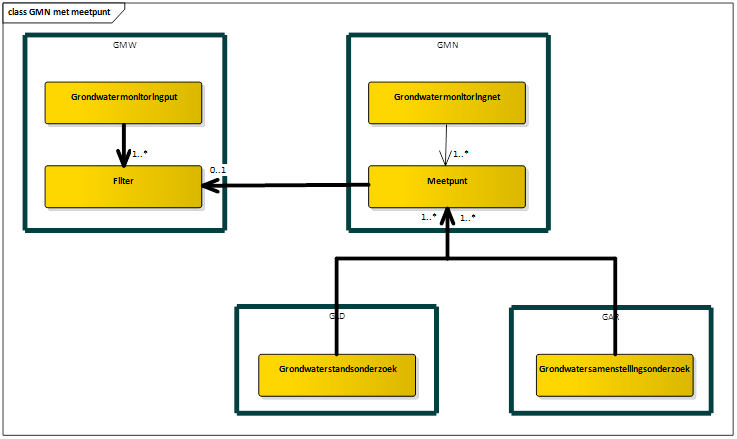 class GMN met meetpunt
GMW
GMN
Grondwatermonitoringput
Grondwatermonitoringnet
1..*
1..*
0..1
Filter
Meetpunt
1..*
1..*
GLD
GAR
Grondwaterstandsonderzoek
Grondwatersamenstellingsonderzoek